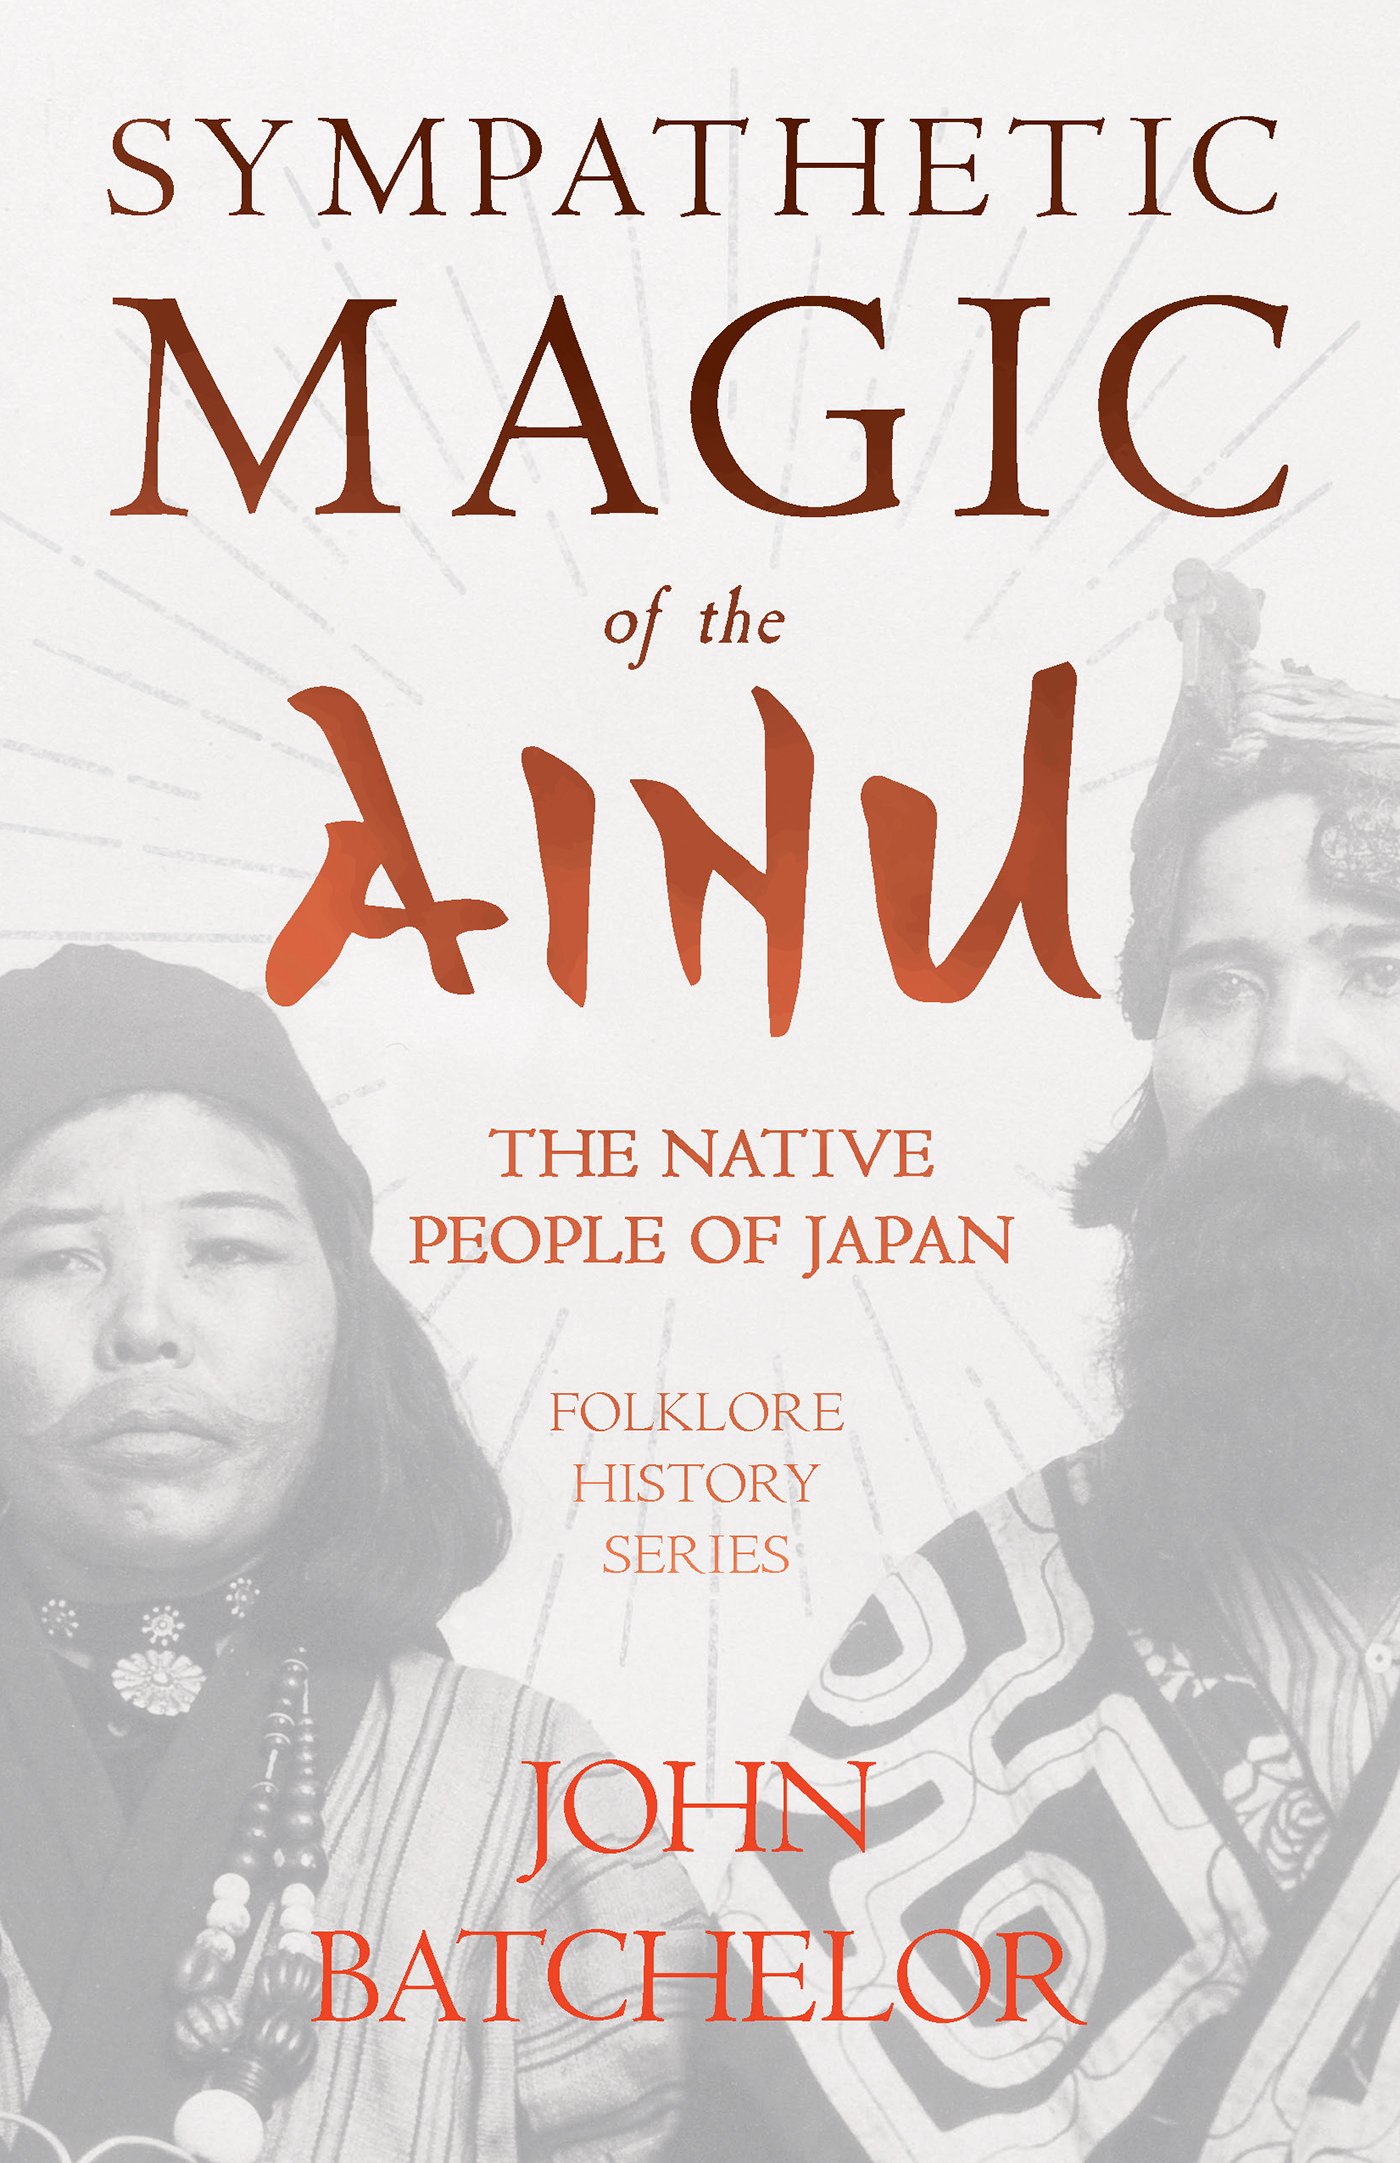 SYMPATHETIC
MAGIC
of the
AINU
THE NATIVE
PEOPLE OF JAPAN
FOLKLORE
HISTORY
SERIES
JOHN
BATCHELOR